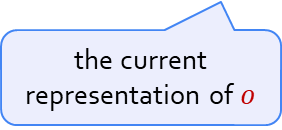 the current
representation of o